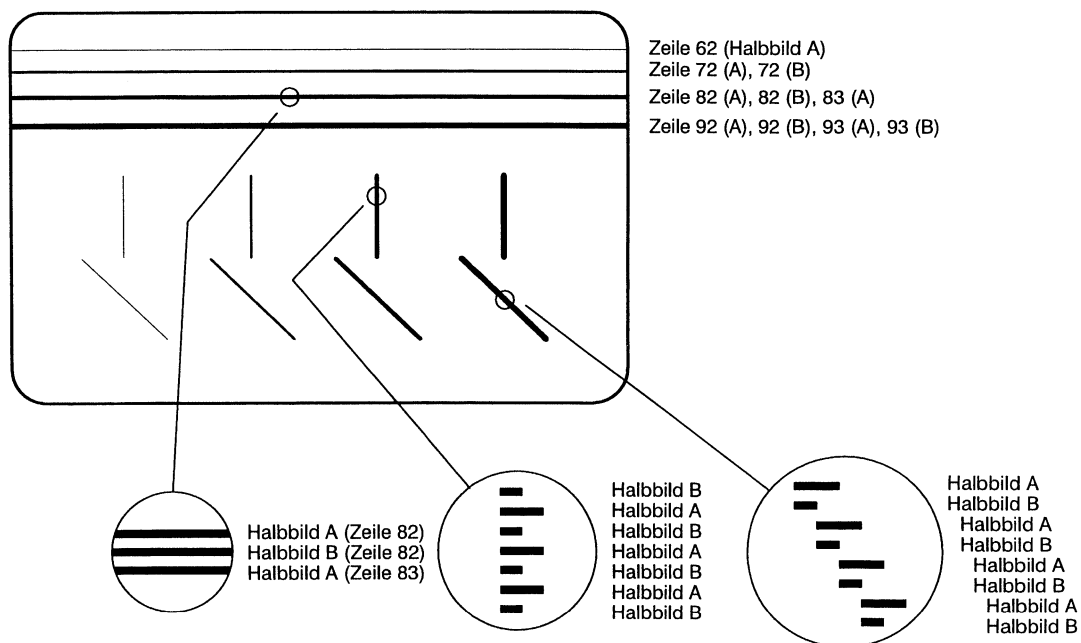 Zeile 62 (Halbbild A)
Zeile 72 (A), 72 (B)
Zeile 82 (A), 82 (B), 83 (A)
Zeile 92 (A), 92 (B), 93 (A), 93 (B)
Halbbild A (Zeile 82)
Halbbild B (Zeile 82)
Halbbild A (Zeile 83)
Halbbild B
Halbbild A
Halbbild B
Halbbild A
Halbbild B
Halbbild A
Halbbild B
Halbbild A
Halbbild B
Halbbild A
Halbbild B
Halbbild A
Halbbild B
Halbbild A
Halbbild B